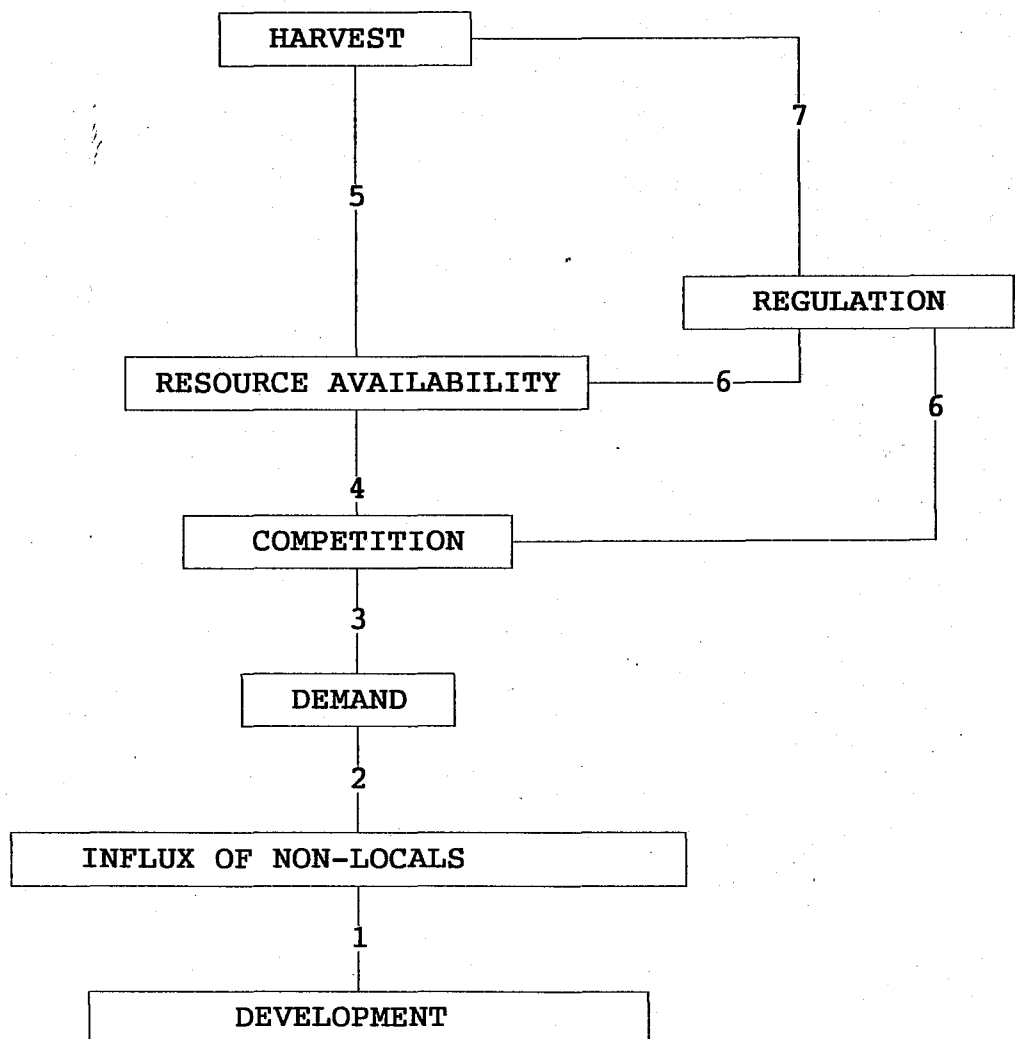 HARVEST
7
5
REGULATION
RESOURCE AVAILABILITY
6
6
4
COMPETITION
3
DEMAND
2
INFLUX OF NON-LOCALS
1
DEVELOPMENT